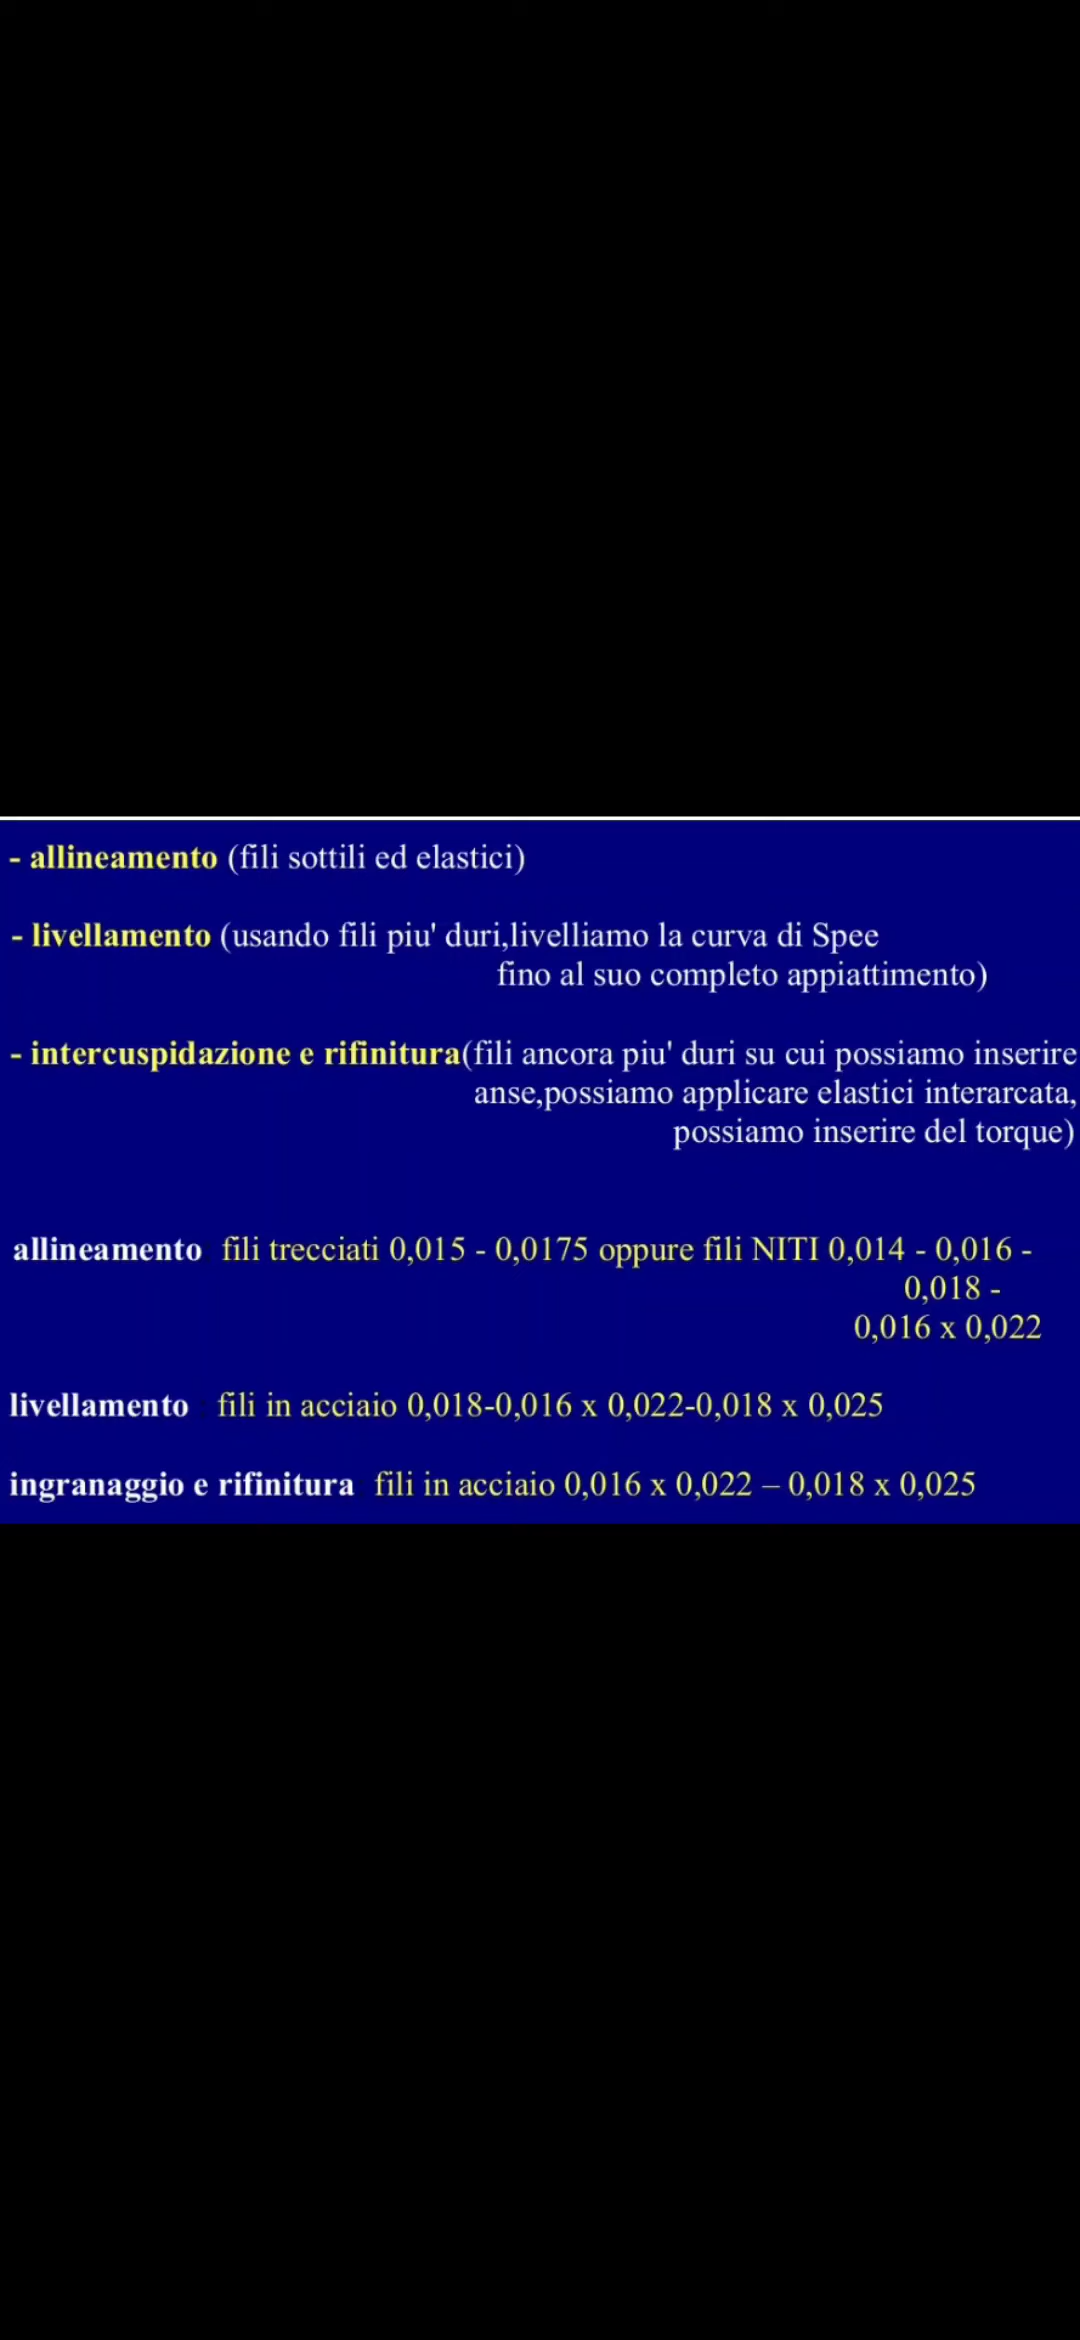 - allineamento (fili sottili ed elastici)
- livellamento (usando fili piu' duri,livelliamo la curva di Spee
fino al suo completo appiattimento)
- intercuspidazione e rifinitura(fili ancora piu' duri su cui possiamo inserire
anse,possiamo applicare elastici interarcata,
possiamo inserire del torque)
allineamento fili trecciati 0,015 - 0,0175 oppure fili NITI 0,014 - 0,016 -
0,018 -
0,016 x 0,022
livellamento fili in acciaio 0,018-0,016 x 0,022-0,018 x 0,025
ingranaggio e rifinitura fili in acciaio 0,016 x 0,022 – 0,018 x 0,025